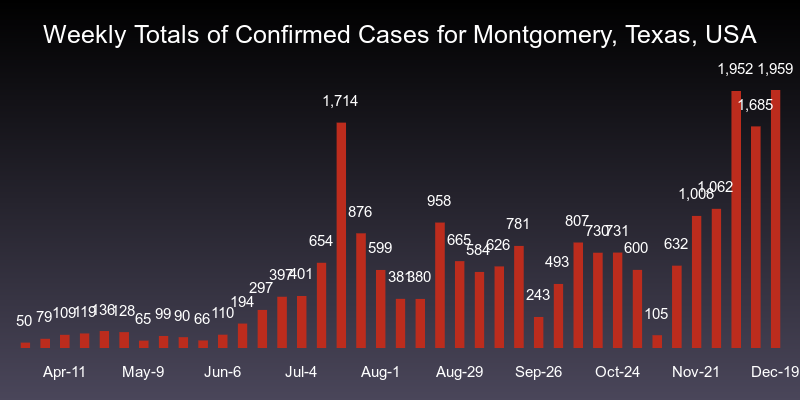 Weekly Totals of Confirmed Cases for Montgomery, Texas, USA
50 79 109 119 136 128 65 99 90 66 110 194 297 397 401 654 1,714 876 599 381 380 958 665 584 626 781 243 493 807 730 731 600 105 632 1,008 1,062 1,952 1,685 1,959
Apr-11 May-9 Jun-6 Jul-4 Aug-1 Aug-29 Sep-26 Oct-24 Nov-21 Dec-19